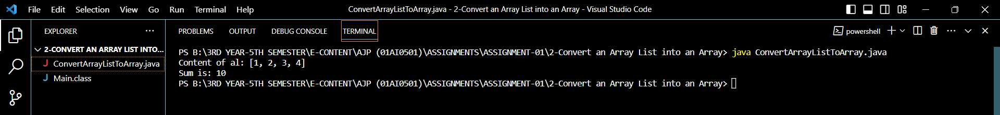 File Edit Selection View Go Run Terminal Help
ConvertArrayListToArray.java - 2-Convert an Array List into an Array - Visual Studio Code
EXPLORER
PROBLEMS OUTPUT DEBUG CONSOLE TERMINAL
powershell
2-CONVERT AN ARRAY LIST INTO...
J ConvertArrayListToArray.java
J Main.class
PS B:\3RD YEAR-5TH SEMESTER\E-CONTENT\AJP (01AI0501)\ASSIGNMENTS\ASSIGNMENT-01\2-Convert an Array List into an Array> java ConvertArrayListToArray.java
Content of al: [1, 2, 3, 4]
Sum is: 10
PS B:\3RD YEAR-5TH SEMESTER\E-CONTENT\AJP (01AI0501)\ASSIGNMENTS\ASSIGNMENT-01\2-Convert an Array List into an Array>